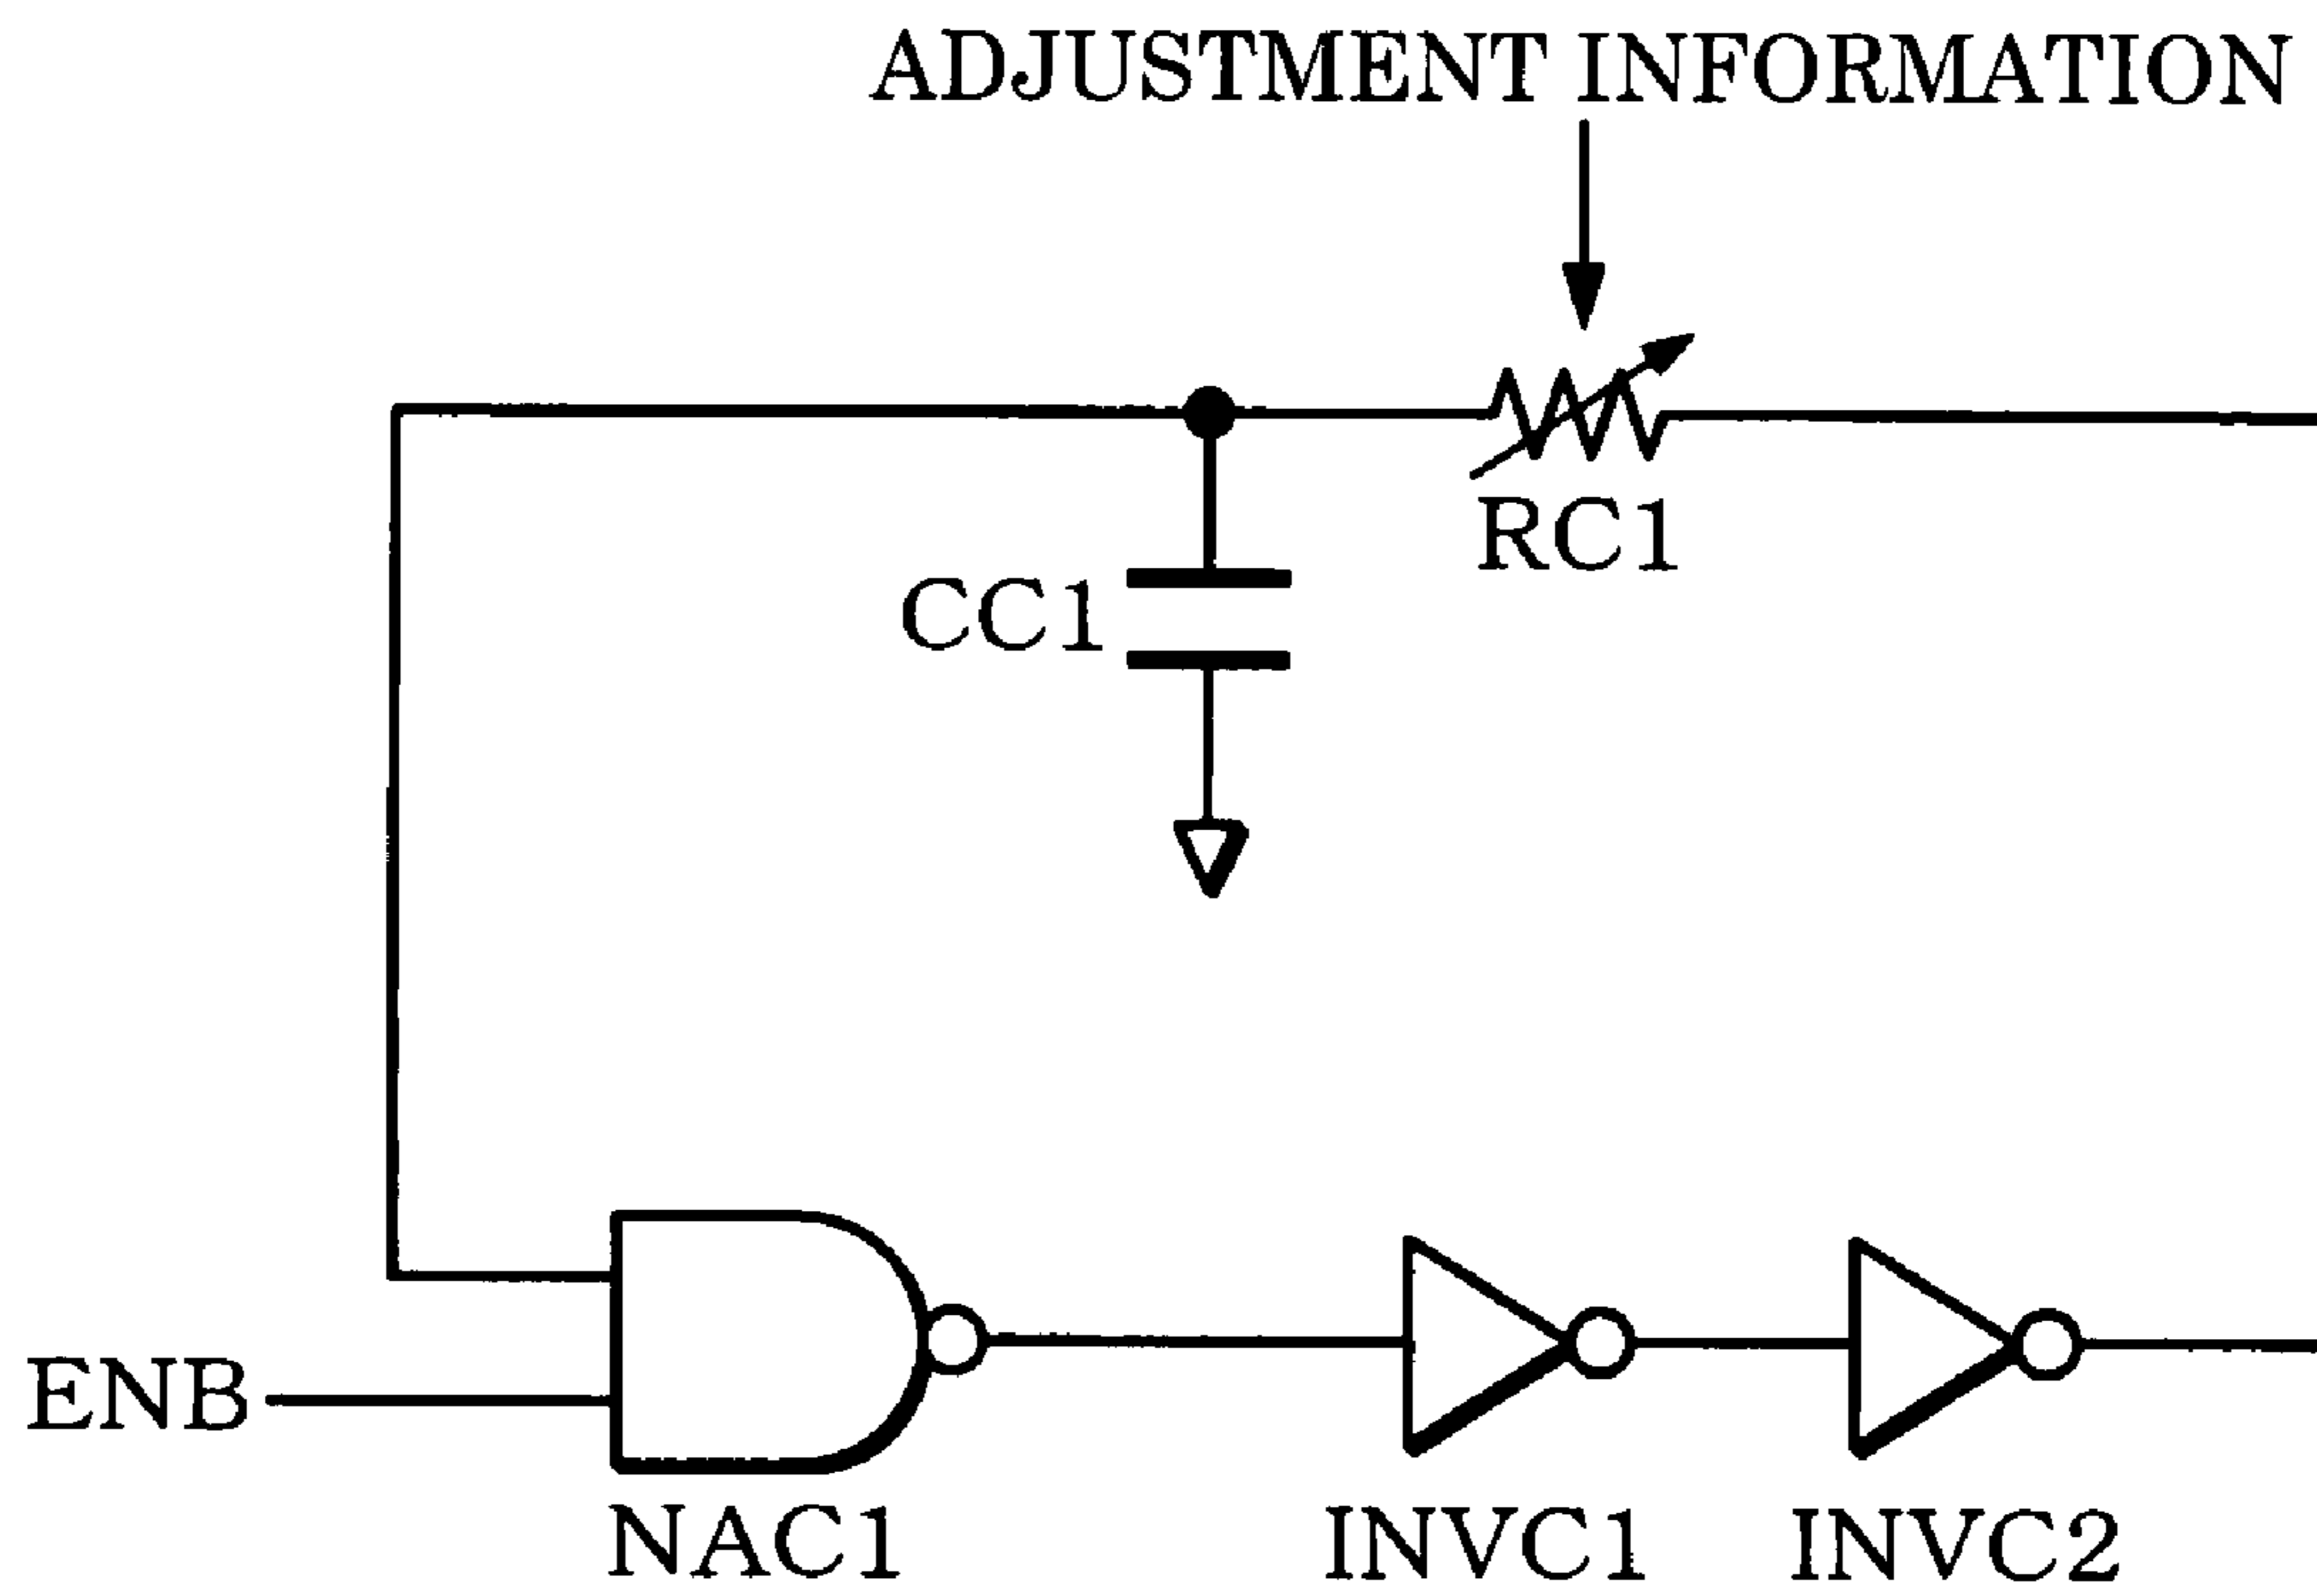 ADJUSTMENT INFORMATION
RC1
CC1
ENB
NAC1
INVC1
INVC2